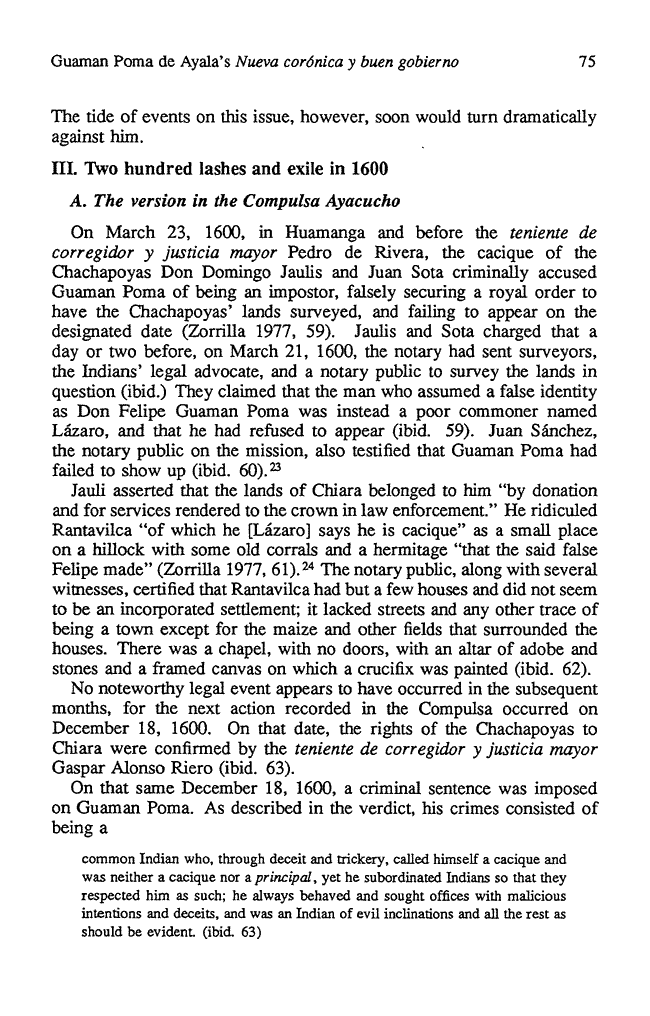 Guaman Poma de Ayala's Nueva corónica y buen gobierno 75
The tide of events on this issue, however, soon would turn dramatically
against him.
III. Two hundred lashes and exile in 1600
A. The version in the Compulsa Ayacucho
On March 23, 1600, in Huamanga and before the teniente de
corregidor y justicia mayor Pedro de Rivera, the cacique of the
Chachapoyas Don Domingo Jaulis and Juan Sota criminally accused
Guaman Poma of being an impostor, falsely securing a royal order to
have the Chachapoyas' lands surveyed, and failing to appear on the
designated date (Zorrilla 1977, 59). Jaulis and Sota charged that a
day or two before, on March 21, 1600, the notary had sent surveyors,
the Indians' legal advocate, and a notary public to survey the lands in
question (ibid.) They claimed that the man who assumed a false identity
as Don Felipe Guaman Poma was instead a poor commoner named
Lázaro, and that he had refused to appear (ibid. 59). Juan Sánchez,
the notary public on the mission, also testified that Guaman Poma had
failed to show up (ibid. 60).23
Jauli asserted that the lands of Chiara belonged to him “by donation
and for services rendered to the crown in law enforcement.” He ridiculed
Rantavilca “of which he [Lázaro] says he is cacique” as a small place
on a hillock with some old corrals and a hermitage “that the said false
Felipe made” (Zorrilla 1977, 61).24 The notary public, along with several
witnesses, certified that Rantavilca had but a few houses and did not seem
to be an incorporated settlement; it lacked streets and any other trace of
being a town except for the maize and other fields that surrounded the
houses. There was a chapel, with no doors, with an altar of adobe and
stones and a framed canvas on which a crucifix was painted (ibid. 62).
No noteworthy legal event appears to have occurred in the subsequent
months, for the next action recorded in the Compulsa occurred on
December 18, 1600. On that date, the rights of the Chachapoyas to
Chiara were confirmed by the teniente de corregidor y justicia mayor
Gaspar Alonso Riero (ibid. 63).
On that same December 18, 1600, a criminal sentence was imposed
on Guaman Poma. As described in the verdict, his crimes consisted of
being a
common Indian who, through deceit and trickery, called himself a cacique and
was neither a cacique nor a principal, yet he subordinated Indians so that they
respected him as such; he always behaved and sought offices with malicious
intentions and deceits, and was an Indian of evil inclinations and all the rest as
should be evident. (ibid. 63)